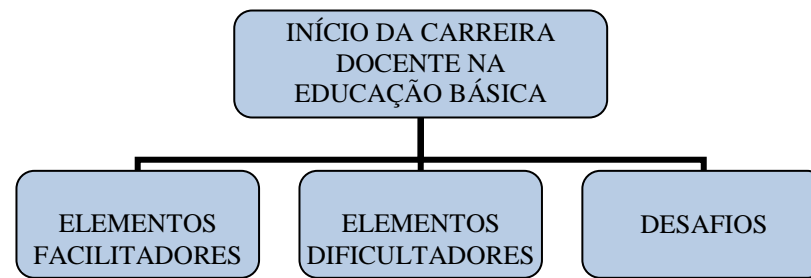 INÍCIO DA CARREIRA
DOCENTE NA
EDUCAÇÃO BÁSICA
ELEMENTOS
FACILITADORES
ELEMENTOS
DIFICULTADORES
DESAFIOS